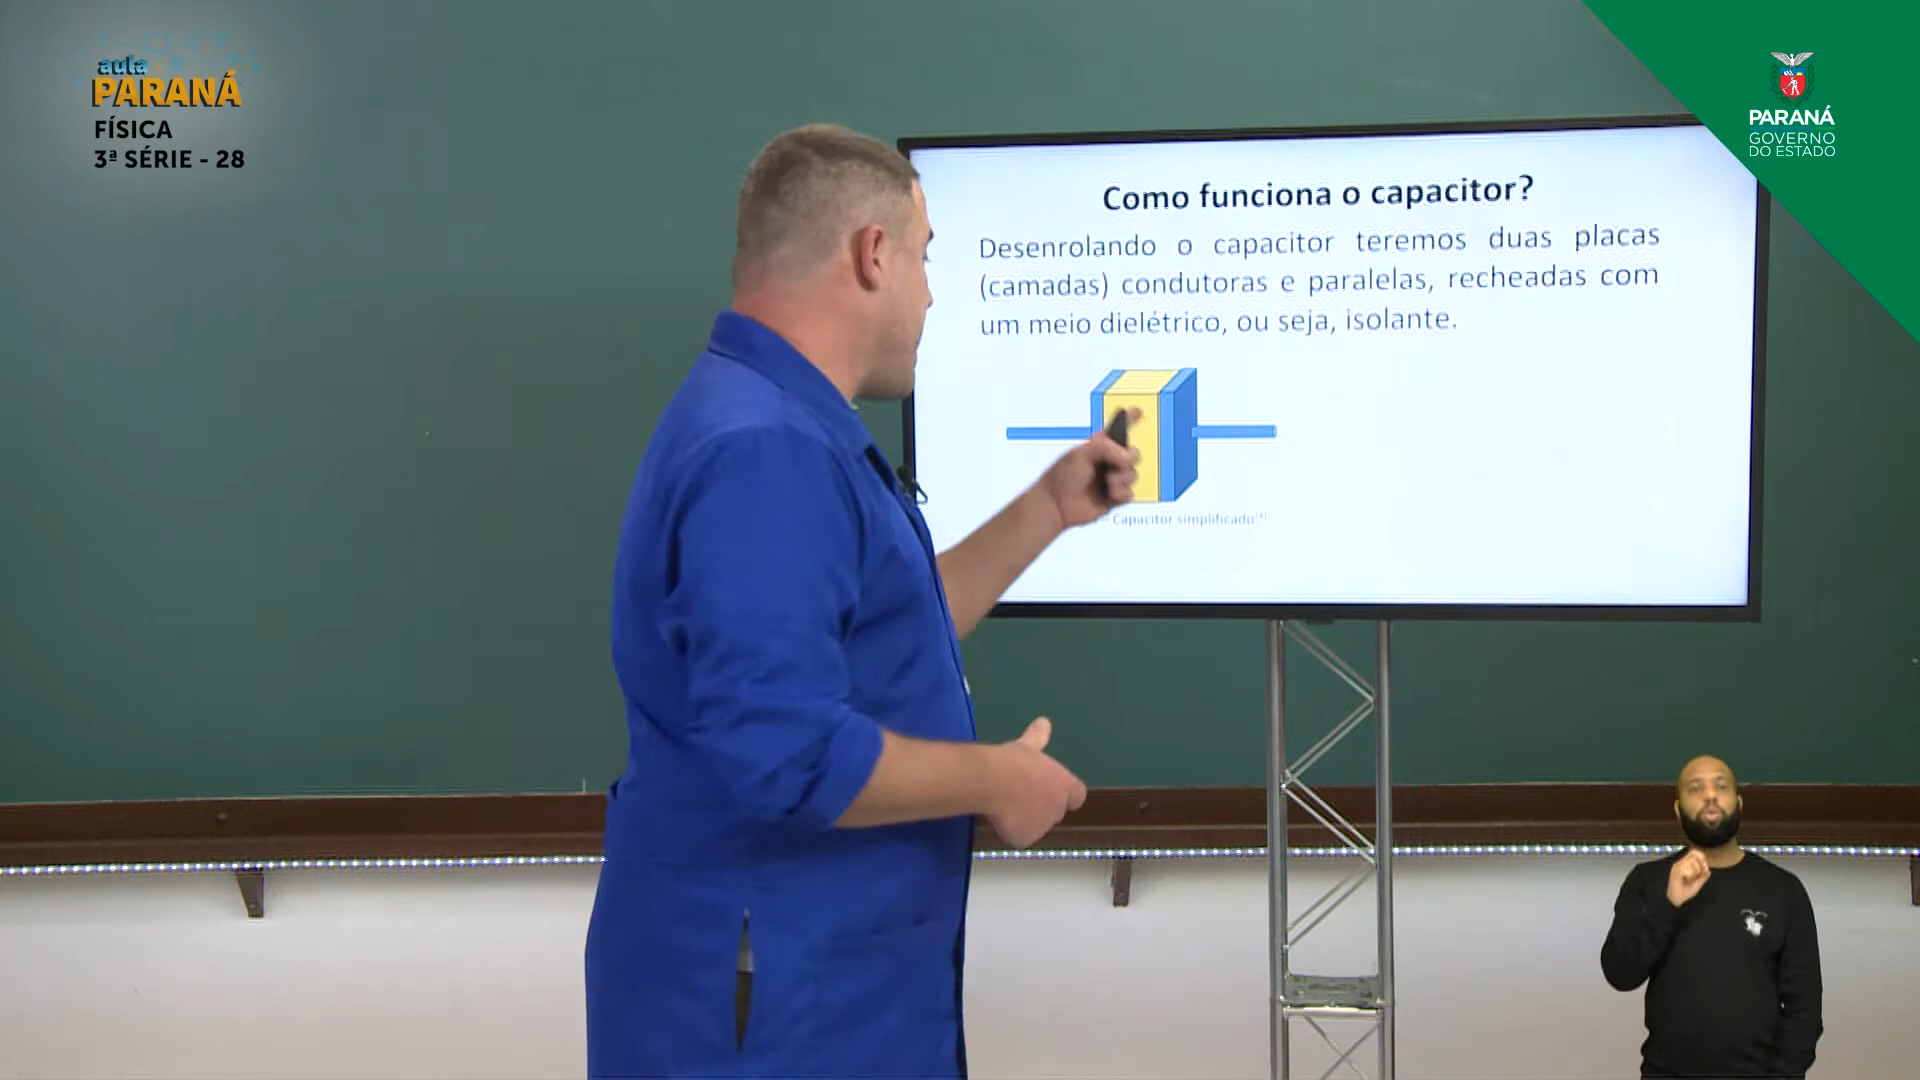 aula
PARANÁ
FÍSICA
3ª SÉRIE - 28
PARANÁ
GOVERNO
DO ESTADO
Como funciona o capacitor?
Desenrolando o capacitor teremos duas placas
(camadas) condutoras e paralelas, recheadas com
um meio dielétrico, ou seja, isolante.
Capacitor simplificado